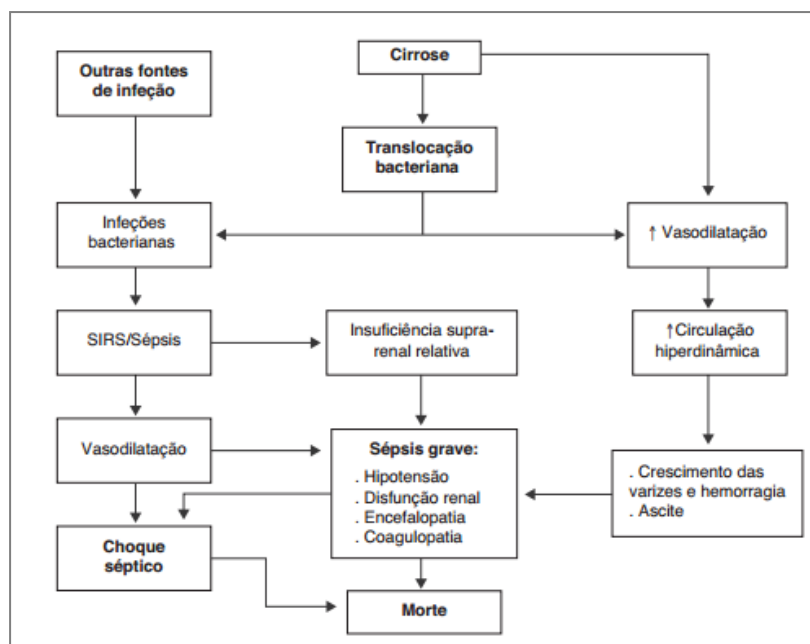 Outras fontes
de infeção
Cirrose
Translocação
bacteriana
Infeções
bacterianas
↑ Vasodilatação
SIRS/Sépsis
Insuficiência supra-
renal relativa
↑Circulação
hiperdinâmica
Vasodilatação
Sépsis grave:
. Hipotensão
. Disfunção renal
. Encefalopatia
. Coagulopatia
. Crescimento das
varizes e hemorragia
. Ascite
Choque
séptico
Morte